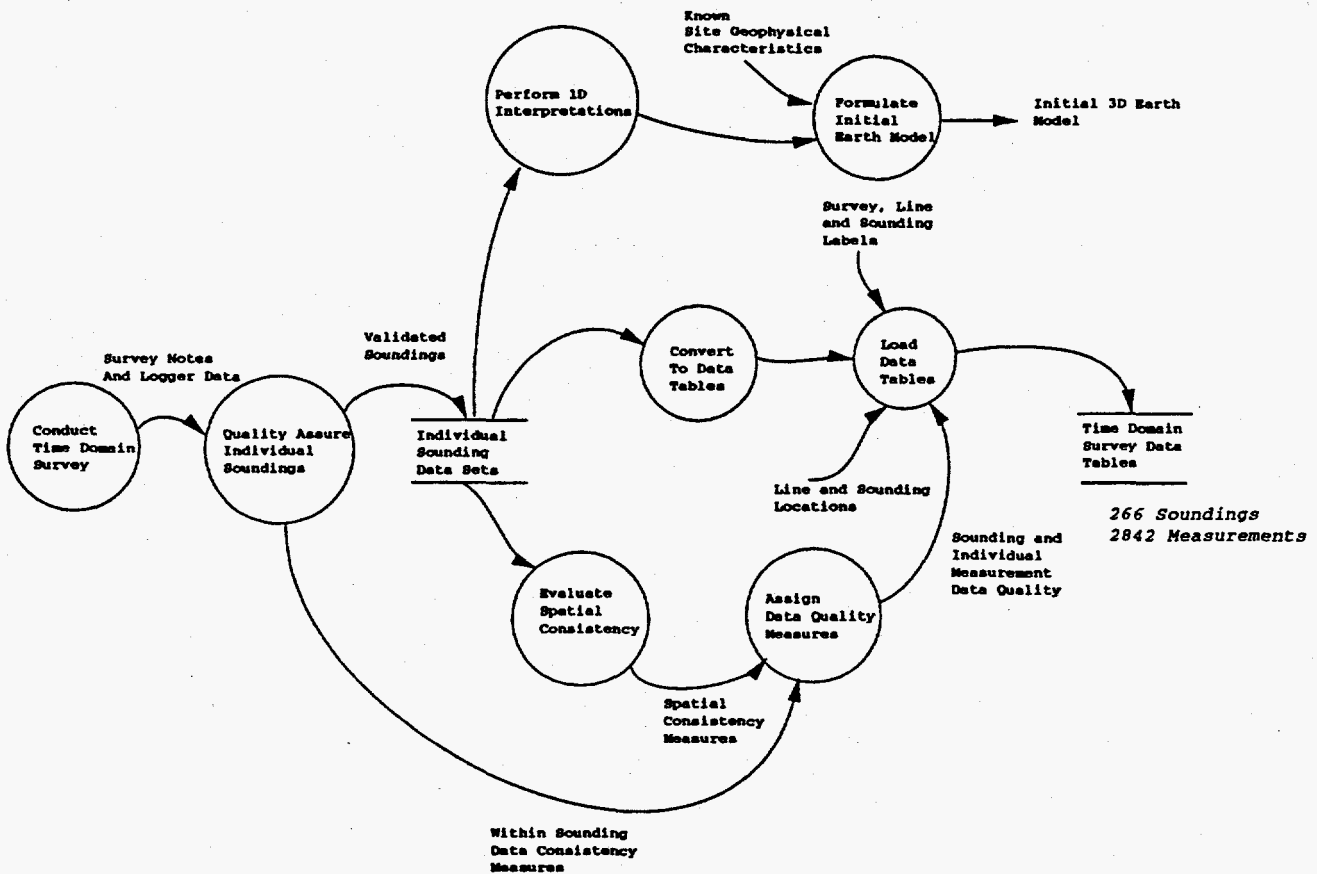 Known
Site Geophysical
Characteristics
Perform 1D
Interpretations
Formulate
Initial
Earth Model
Initial 3D Earth
Model
Survey, Line
and Sounding
Labels
Validated
Soundings
Survey Notes
And Logger Data
Convert
To Data
Tables
Load
Data
Tables
Conduct
Time Domain
Survey
Quality Assure
Individual
Soundings
Individual
Sounding
Data Sets
Time Domain
Survey Data
Tables
Line and Sounding
Locations
266 Soundings
2842 Measurements
Sounding and
Individual
Measurement
Data Quality
Evaluate
Spatial
Consistency
Assign
Data Quality
Measures
Spatial
Consistency
Measures
Within Sounding
Data Consistency
Measures